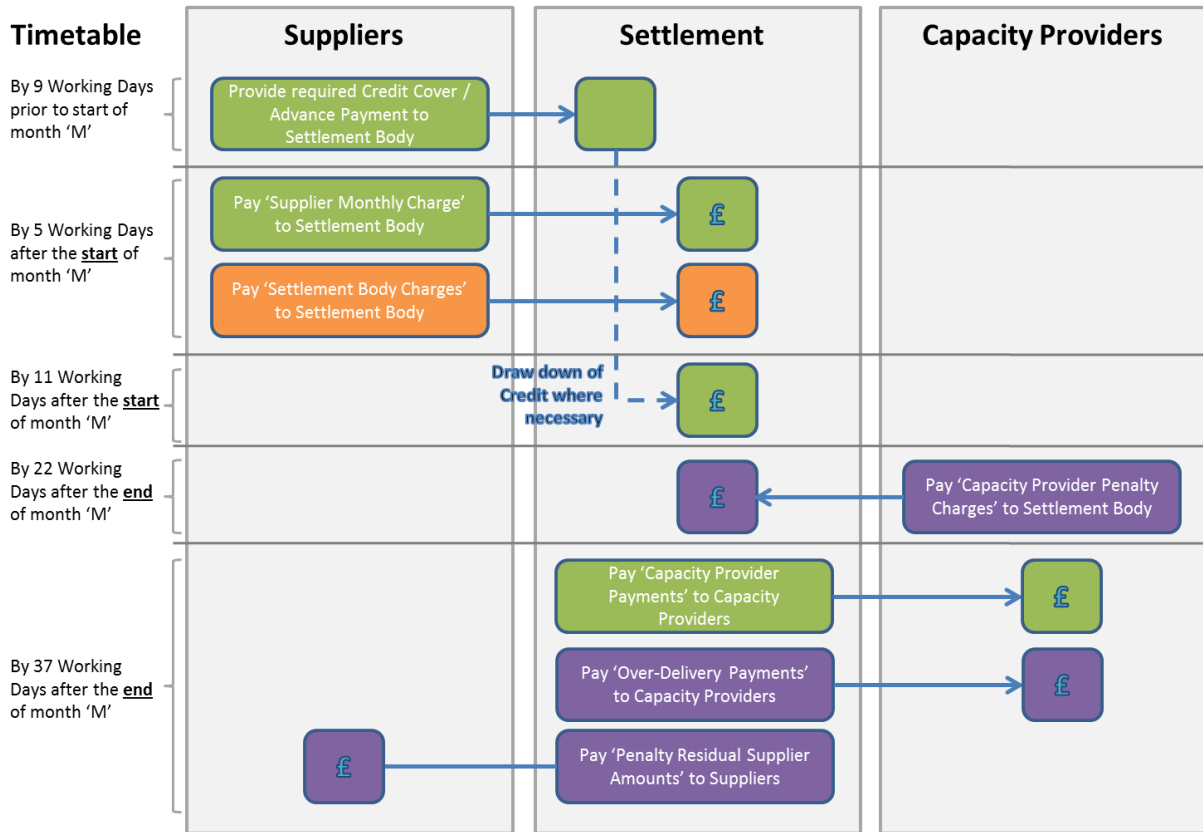 Timetable
Suppliers
Settlement
Capacity Providers
By 9 Working Days
prior to start of
month ‘M’
Provide required Credit Cover /
Advance Payment to
Settlement Body
By 5 Working Days
after the start of
month ‘M’
Pay ‘Supplier Monthly Charge’
to Settlement Body
£
Pay ‘Settlement Body Charges’
to Settlement Body
£
By 11 Working
Days after the start
of month ‘M’
Draw down of
Credit where
necessary
£
By 22 Working
Days after the end
of month ‘M’
£
Pay ‘Capacity Provider Penalty
Charges’ to Settlement Body
By 37 Working
Days after the end
of month ‘M’
Pay ‘Capacity Provider
Payments’ to Capacity
Providers
£
Pay ‘Over-Delivery Payments’
to Capacity Providers
£
£
Pay ‘Penalty Residual Supplier
Amounts’ to Suppliers